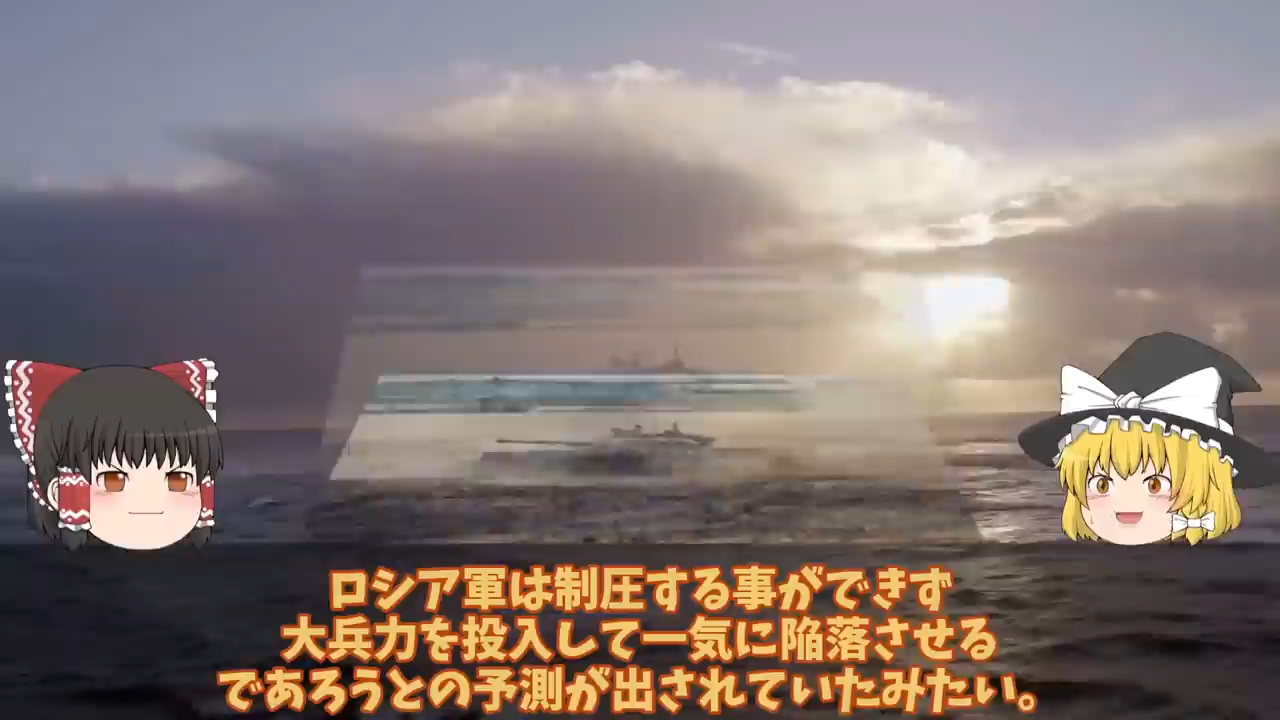 ロシア軍は制圧する事ができず
大兵力を投入して一気に陥落させる
であろうとの予測が出されていたみたい。